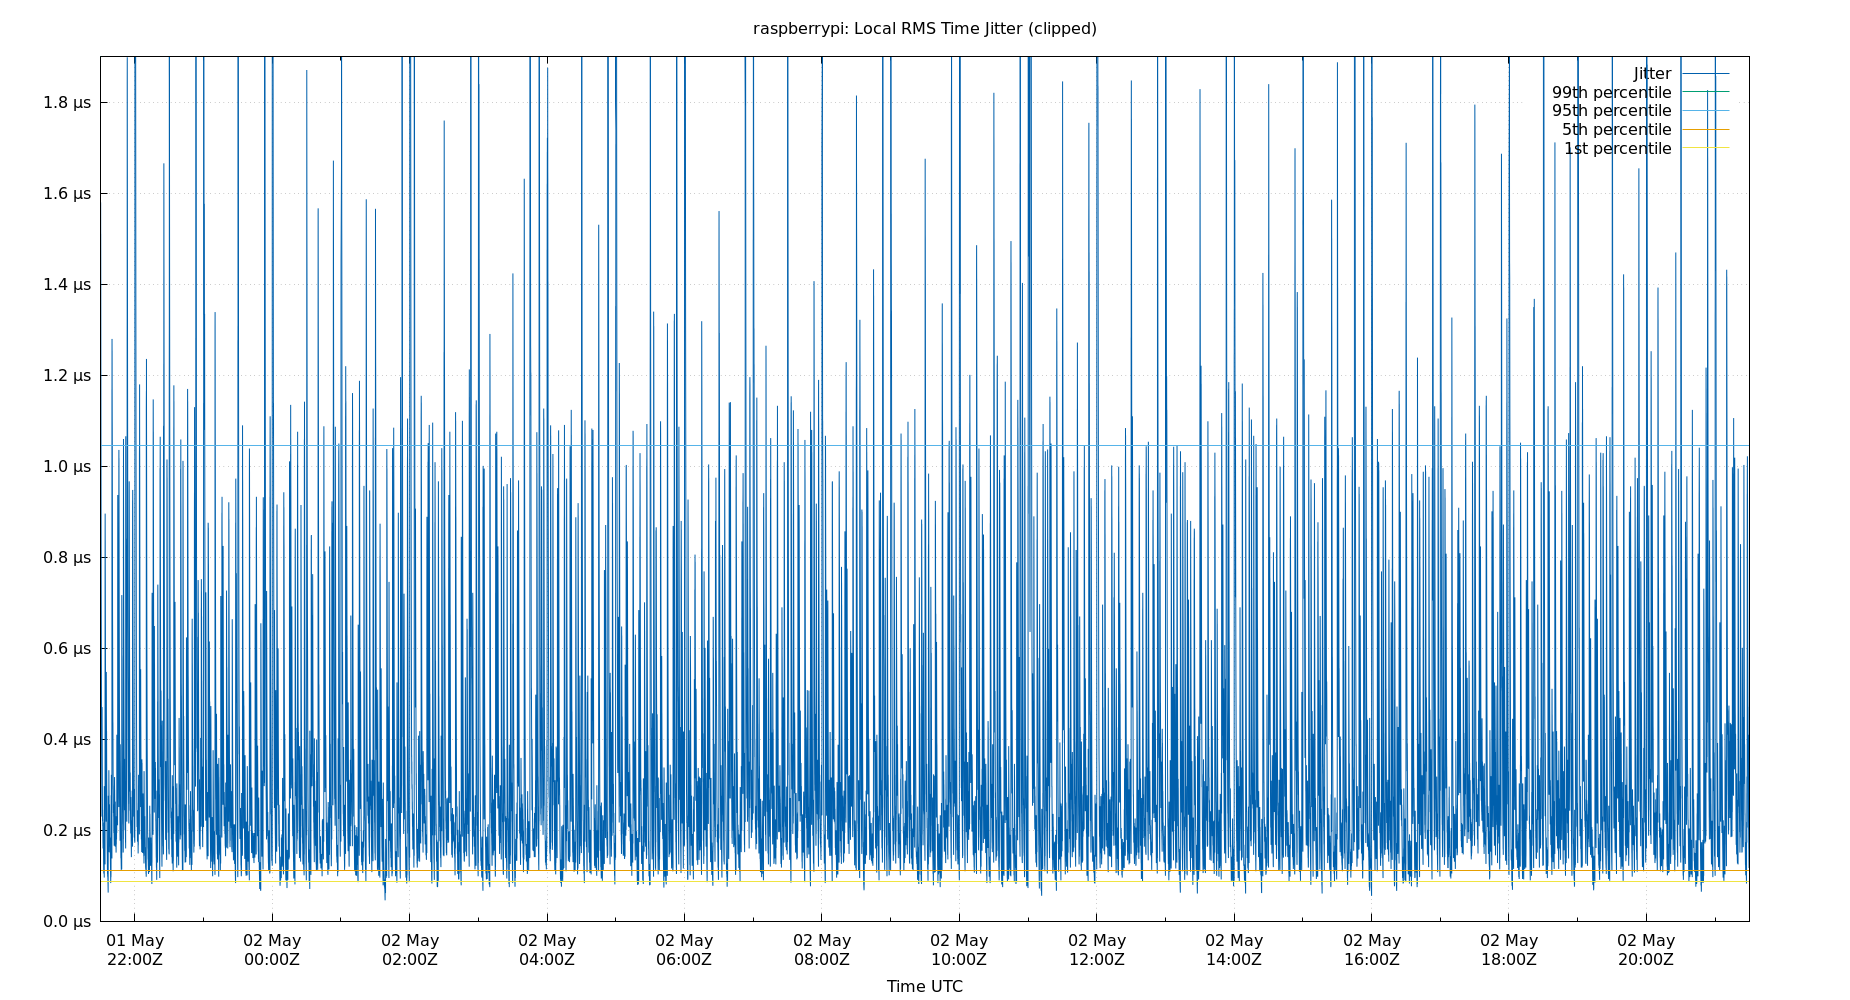 raspberrypi: Local RMS Time Jitter (clipped)
Jitter
99th percentile
95th percentile
5th percentile
1st percentile
1.8 µs
1.6 µs
1.4 µs
1.2 µs
1.0 µs
0.8 µs
0.6 µs
0.4 µs
0.2 µs
0.0 µs
01 May 02 May 02 May 02 May 02 May 02 May 02 May 02 May 02 May 02 May 02 May 02 May
22:00Z 00:00Z 02:00Z 04:00Z 06:00Z 08:00Z 10:00Z 12:00Z 14:00Z 16:00Z 18:00Z 20:00Z
Time UTC